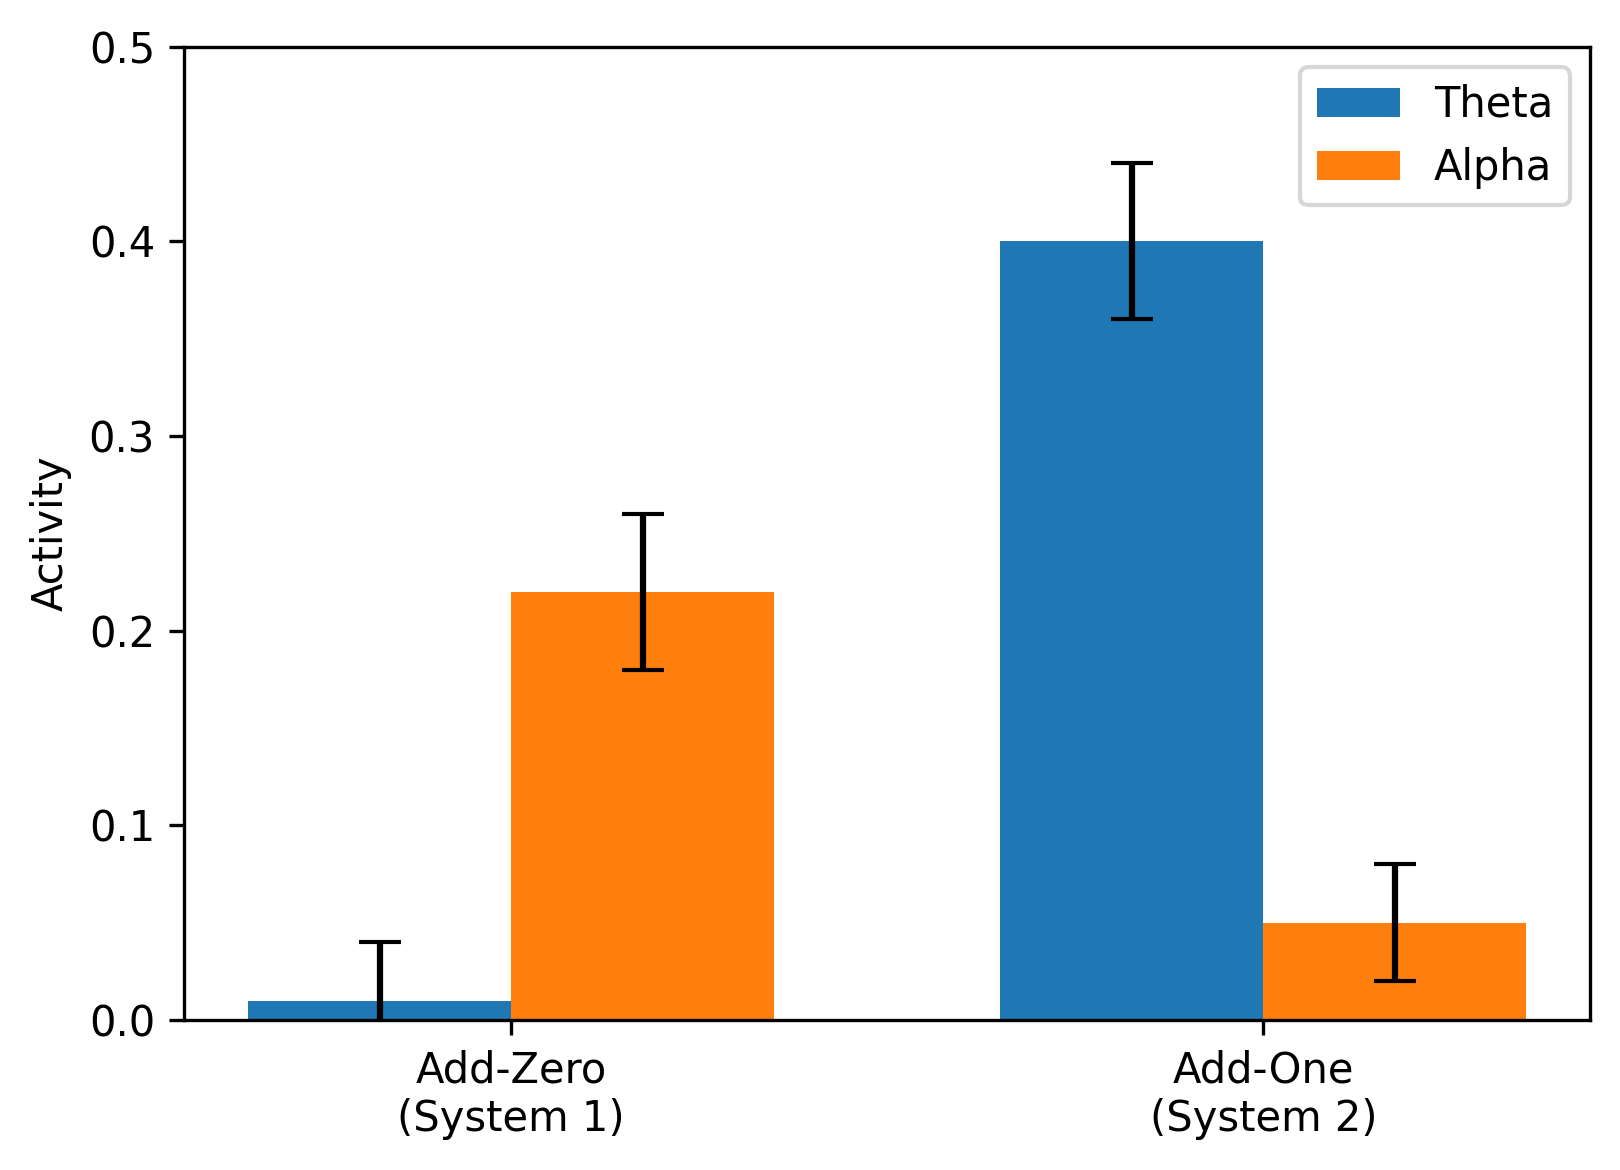 0.5
0.4
0.3
0.2
0.1
0.0
Activity
Theta
Alpha
Add-Zero
(System 1)
Add-One
(System 2)